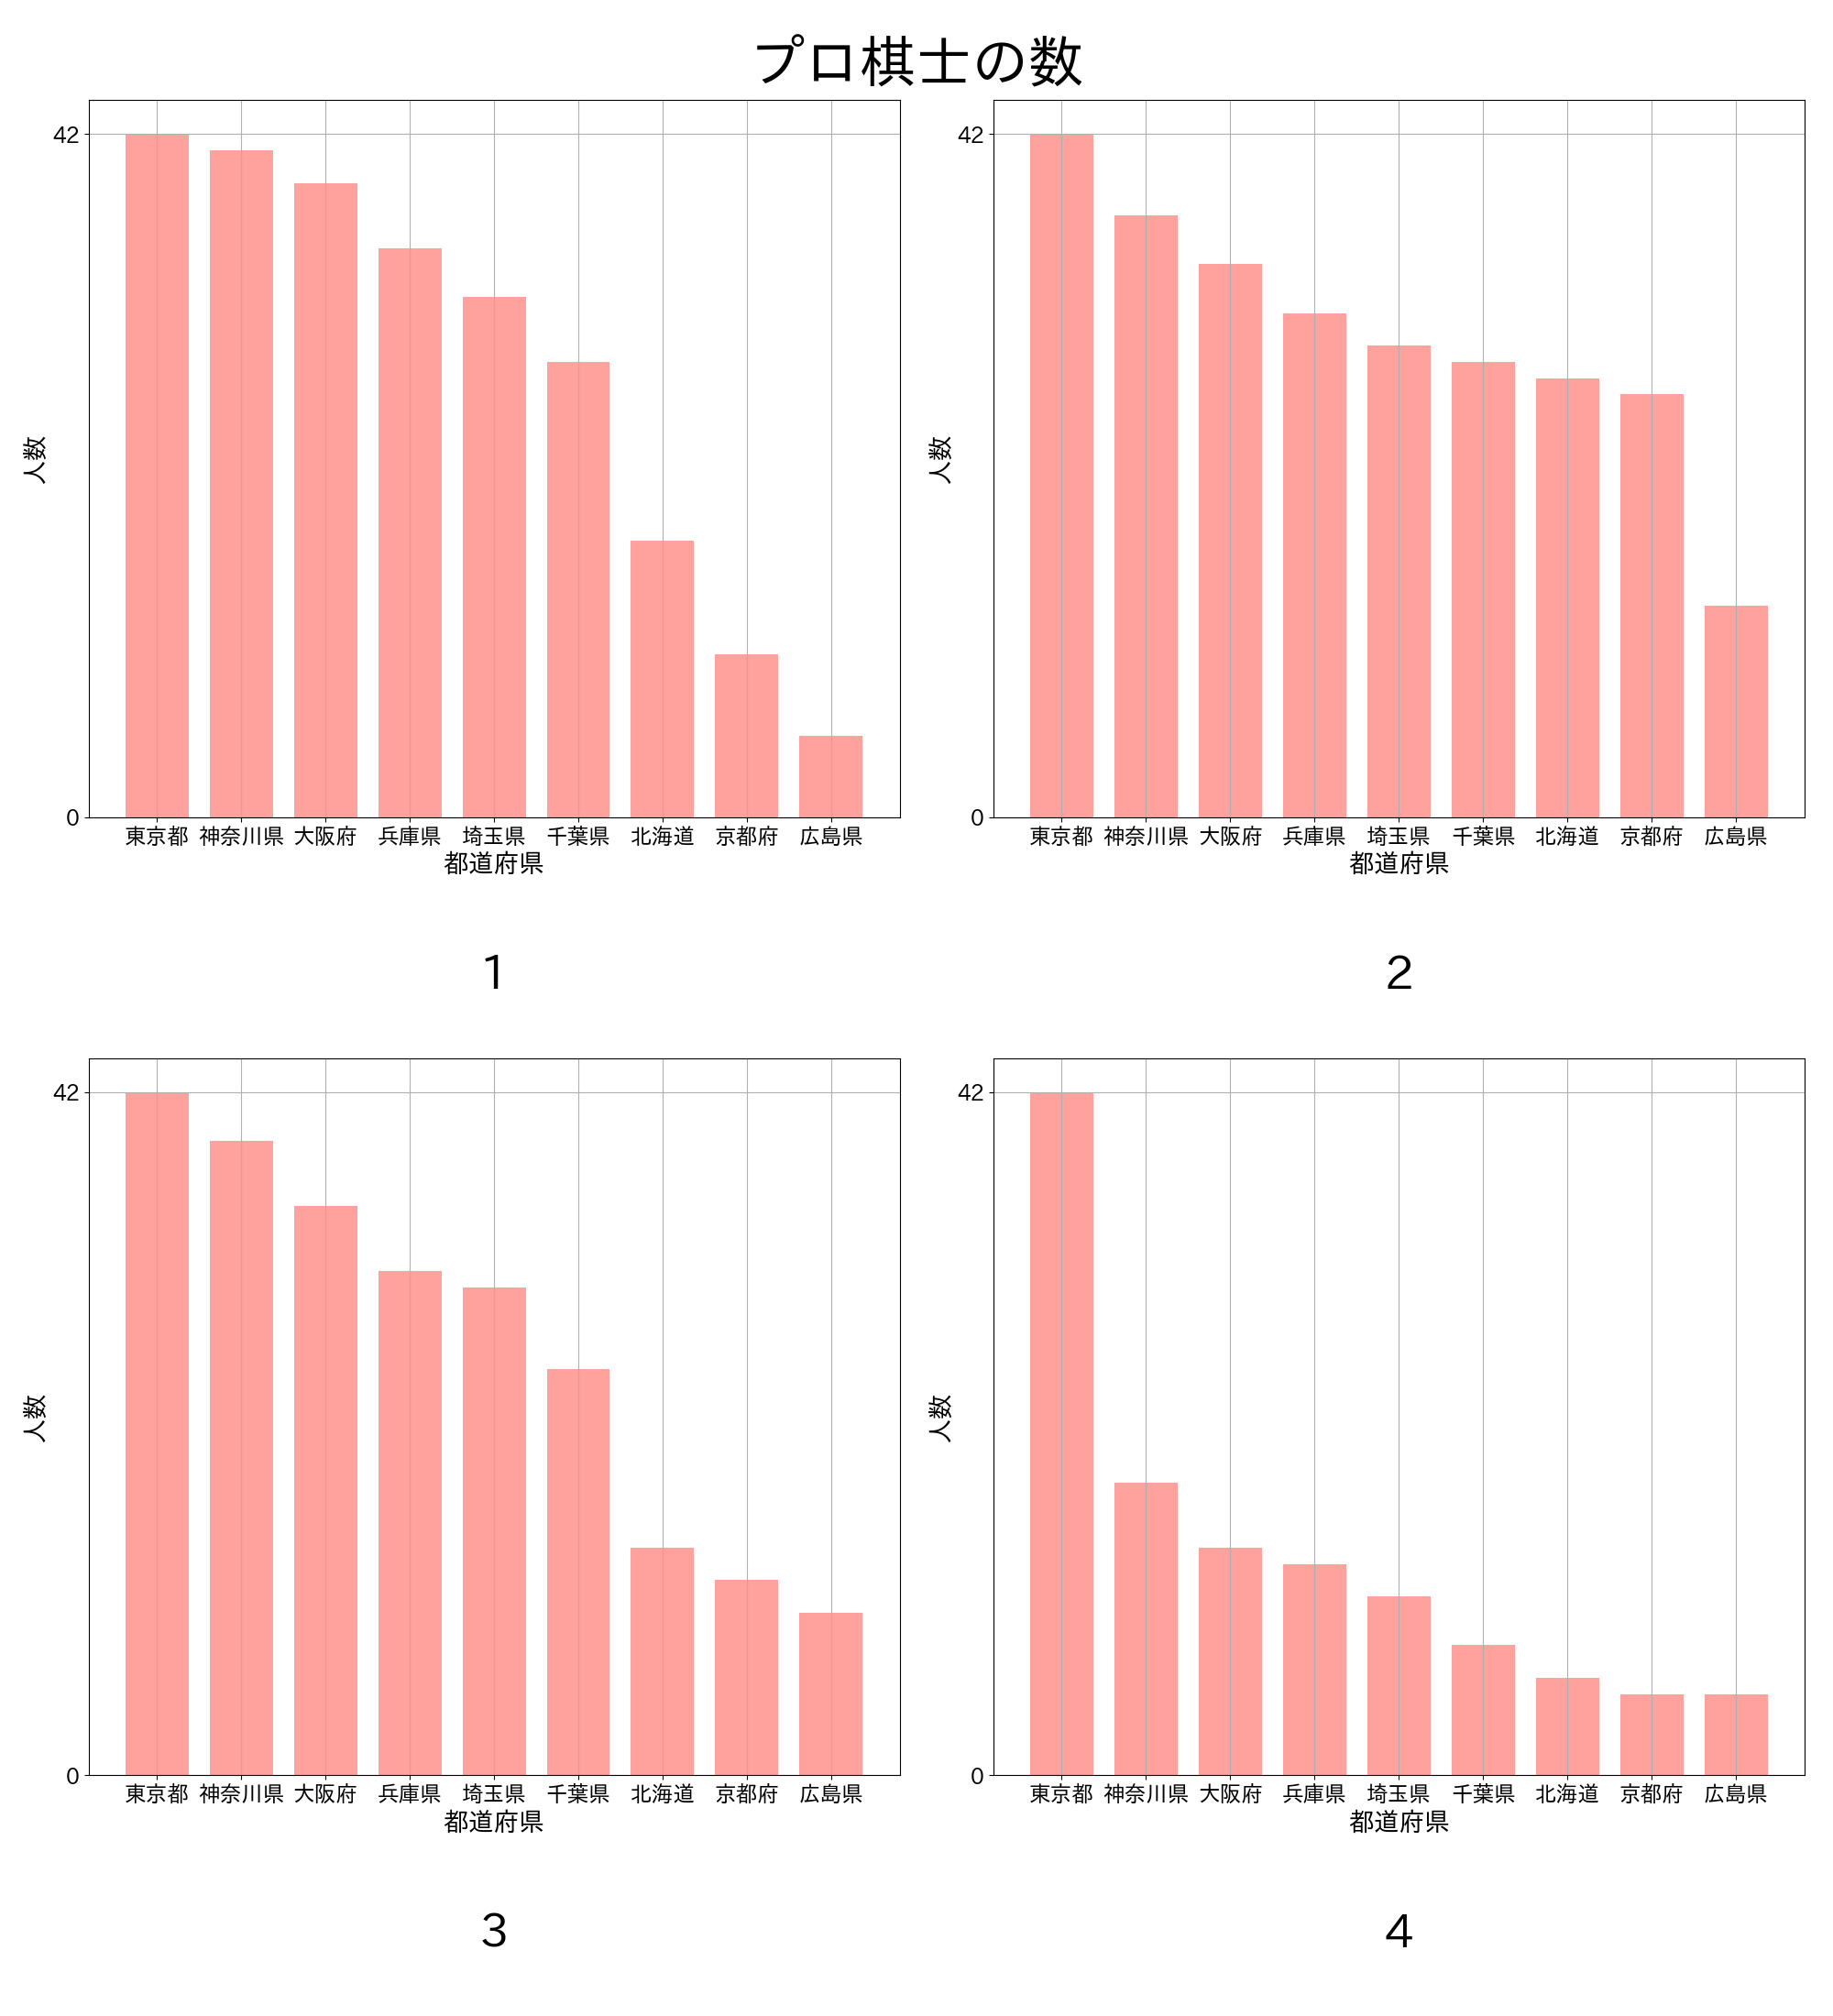 プロ棋士の数
42
人数
0
東京都 神奈川県 大阪府 兵庫県 埼玉県 千葉県 北海道 京都府 広島県
都道府県
1
42
人数
0
東京都 神奈川県 大阪府 兵庫県 埼玉県 千葉県 北海道 京都府 広島県
都道府県
2
42
人数
0
東京都 神奈川県 大阪府 兵庫県 埼玉県 千葉県 北海道 京都府 広島県
都道府県
3
42
人数
0
東京都 神奈川県 大阪府 兵庫県 埼玉県 千葉県 北海道 京都府 広島県
都道府県
4